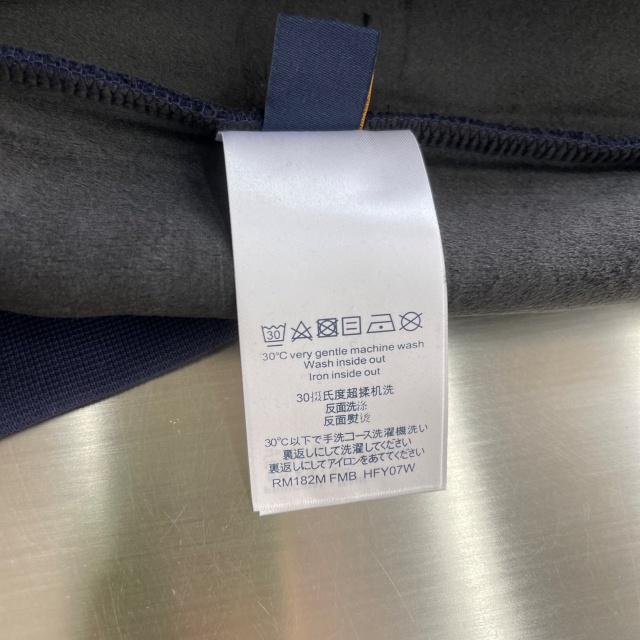 30
30°C very gentle machine wash
Wash inside out
Iron inside out
30摄氏度超揉机洗
反面洗涤
反面熨烫
30℃以下で手洗コース洗濯機洗い
裏返しにして洗濯してください
裏返しにしてアイロンをあててください
RM182M FMB HFY07W